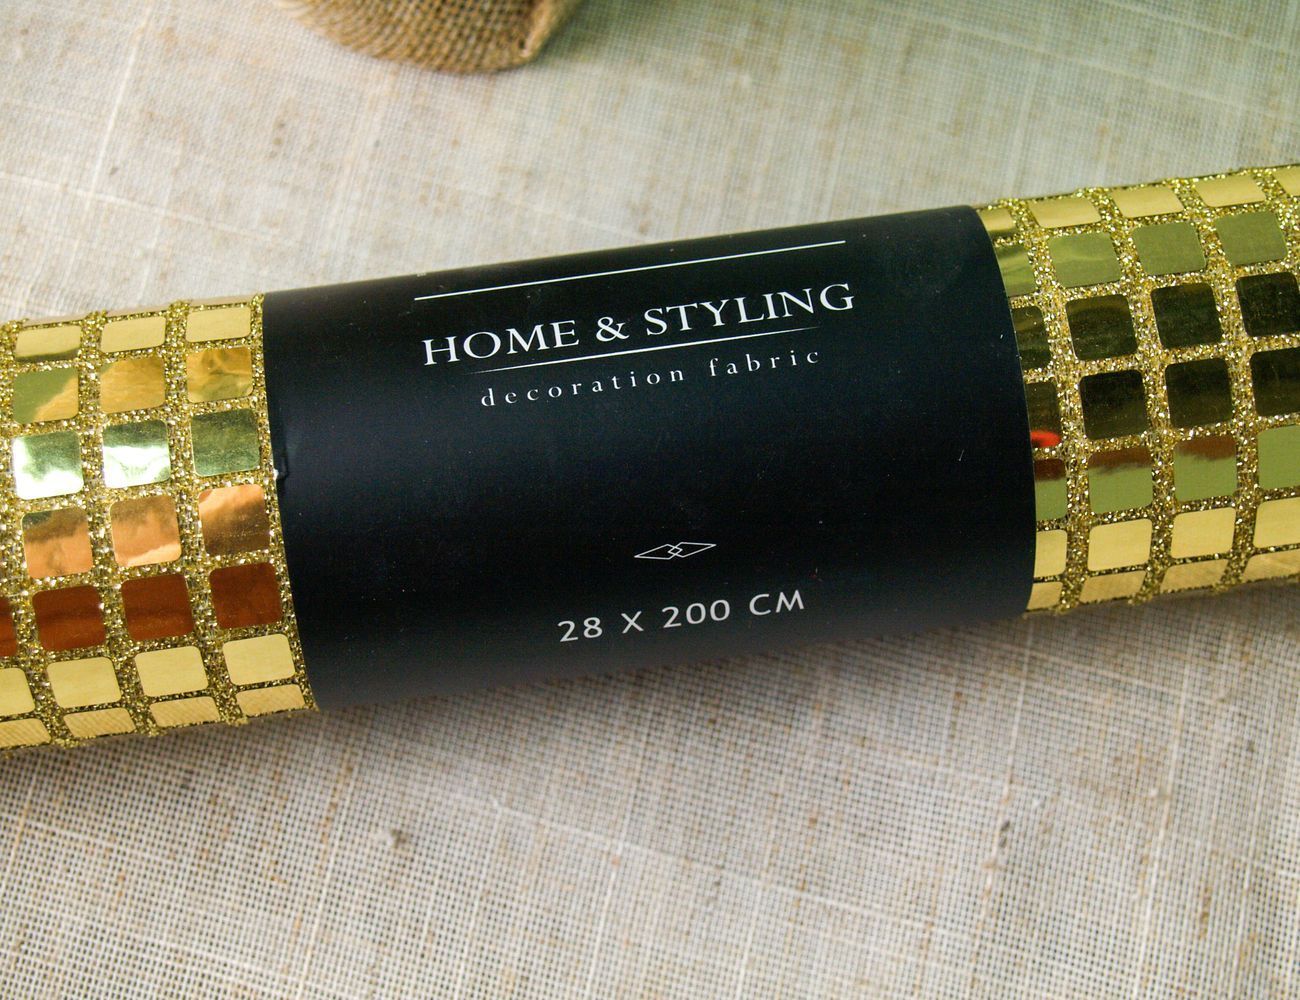 HOME & STYLING
decoration fabric
28 X 200 CM